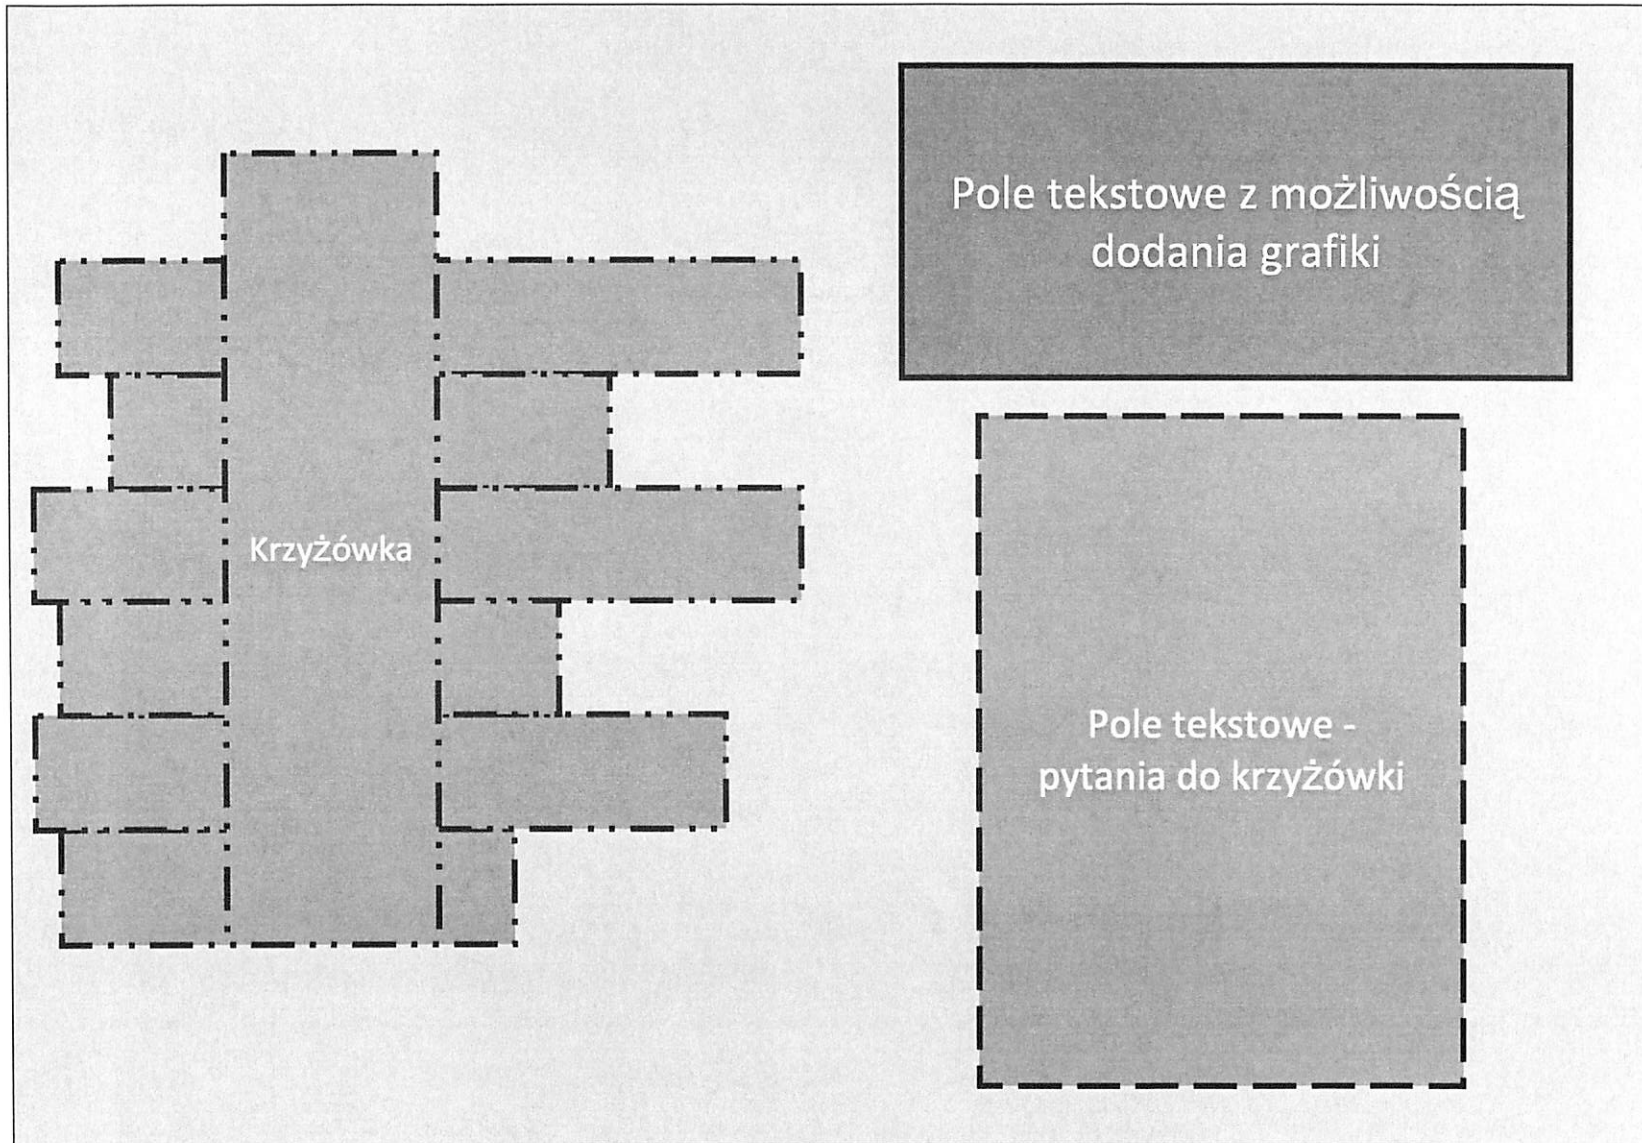 Pole tekstowe z możliwością
dodania grafiki
Krzyżówka
Pole tekstowe -
pytania do krzyżówki